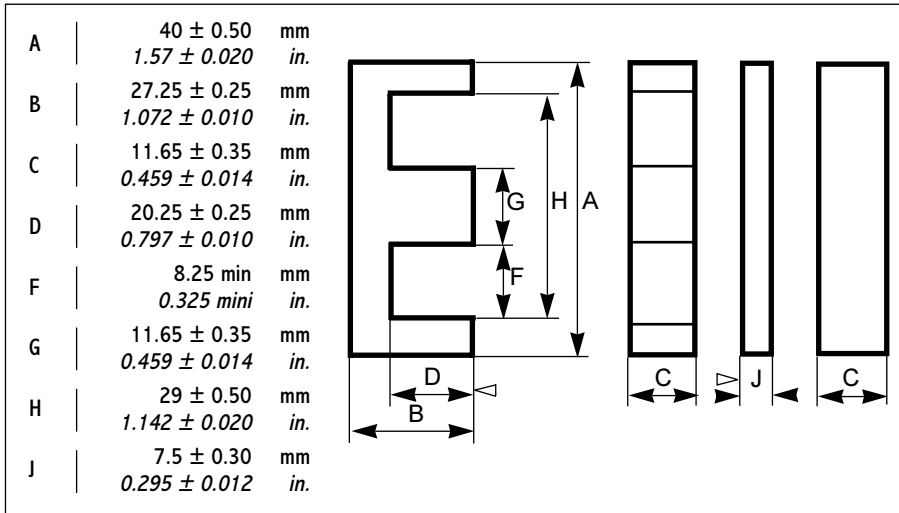 A 40 ± 0.50 mm
1.57 ± 0.020 in.
B 27.25 ± 0.25 mm
1.072 ± 0.010 in.
C 11.65 ± 0.35 mm
0.459 ± 0.014 in.
D 20.25 ± 0.25 mm
0.797 ± 0.010 in.
F 8.25 min mm
0.325 mini in.
G 11.65 ± 0.35 mm
0.459 ± 0.014 in.
H 29 ± 0.50 mm
1.142 ± 0.020 in.
J 7.5 ± 0.30 mm
0.295 ± 0.012 in.
G H A
F
D C J C
B